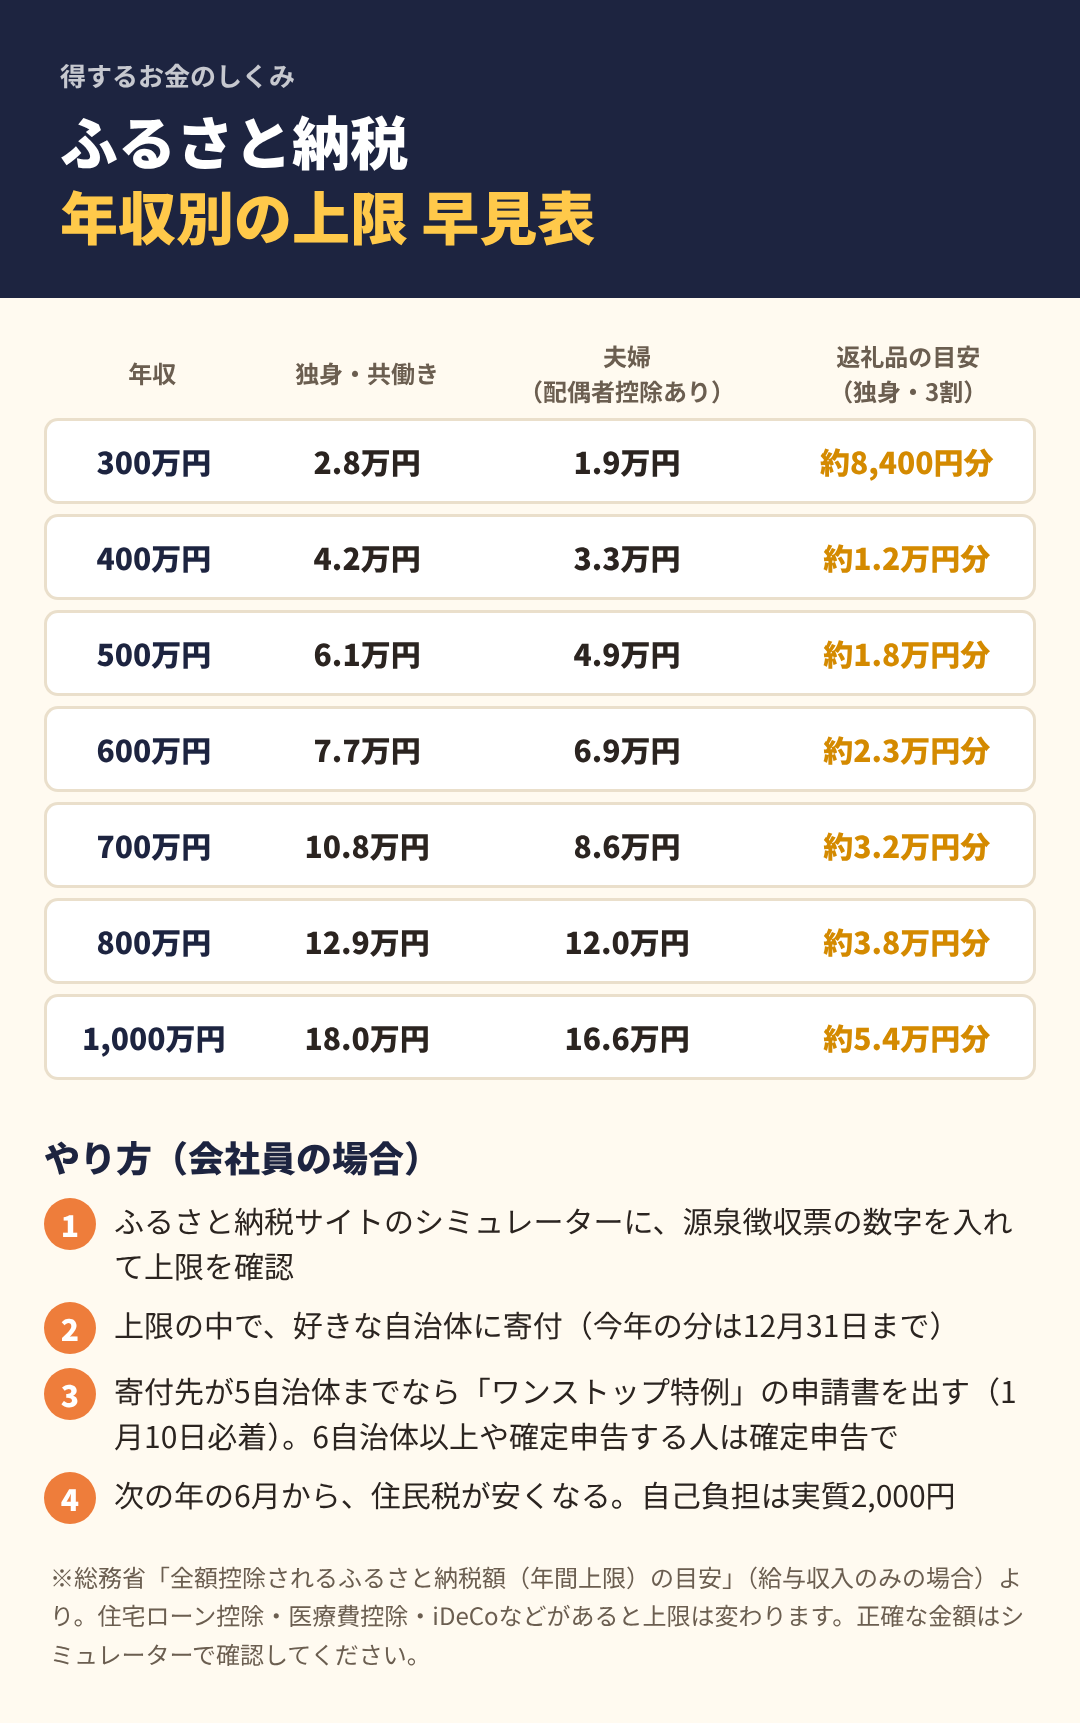 得するお金のしくみ
ふるさと納税
年収別の上限 早見表
年収 独身・共働き 夫婦（配偶者控除あり） 返礼品の目安（独身・3割）
300万円 2.8万円 1.9万円 約8,400円分
400万円 4.2万円 3.3万円 約1.2万円分
500万円 6.1万円 4.9万円 約1.8万円分
600万円 7.7万円 6.9万円 約2.3万円分
700万円 10.8万円 8.6万円 約3.2万円分
800万円 12.9万円 12.0万円 約3.8万円分
1,000万円 18.0万円 16.6万円 約5.4万円分
やり方（会社員の場合）
1 ふるさと納税サイトのシミュレーターに、源泉徴収票の数字を入れ
て上限を確認
2 上限の中で、好きな自治体に寄付（今年の分は12月31日まで）
3 寄付先が5自治体までなら「ワンストップ特例」の申請書を出す（1
月10日必着）。6自治体以上や確定申告する人は確定申告で
4 次の年の6月から、住民税が安くなる。自己負担は実質2,000円
※総務省「全額控除されるふるさと納税額（年間上限）の目安」（給与収入のみの場合）よ
り。住宅ローン控除・医療費控除・iDeCoなどがあると上限は変わります。正確な金額はシ
ミュレーターで確認してください。